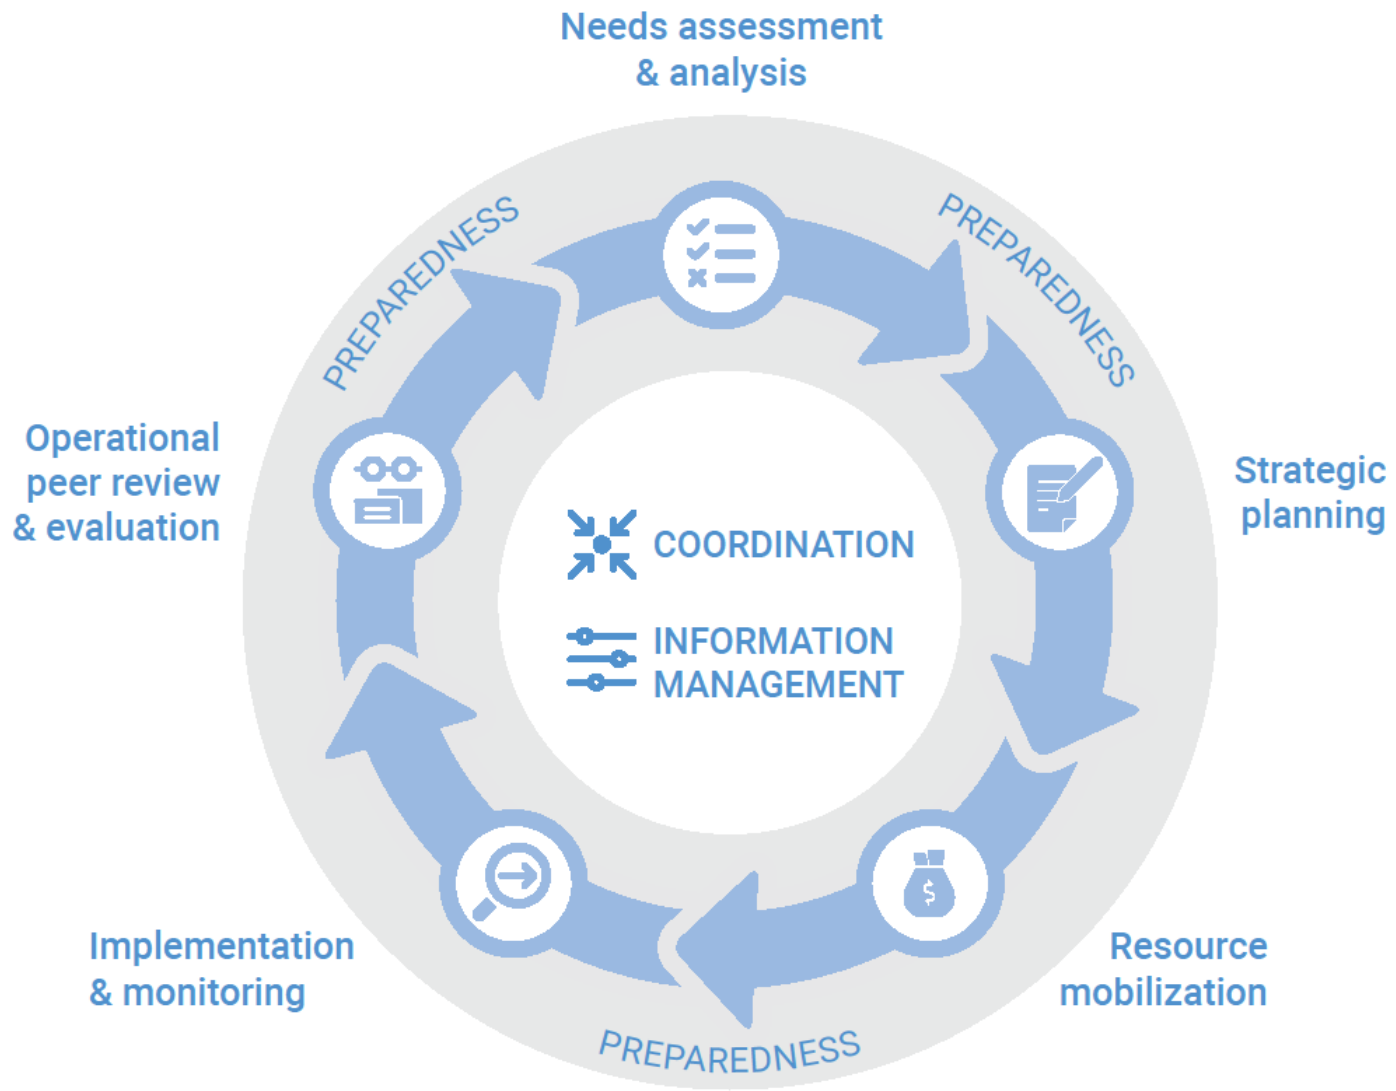 Needs assessment
& analysis
PREPAREDNESS
PREPAREDNESS
Operational
peer review
& evaluation
Strategic
planning
COORDINATION
INFORMATION
MANAGEMENT
$
Implementation
& monitoring
Resource
mobilization
PREPAREDNESS